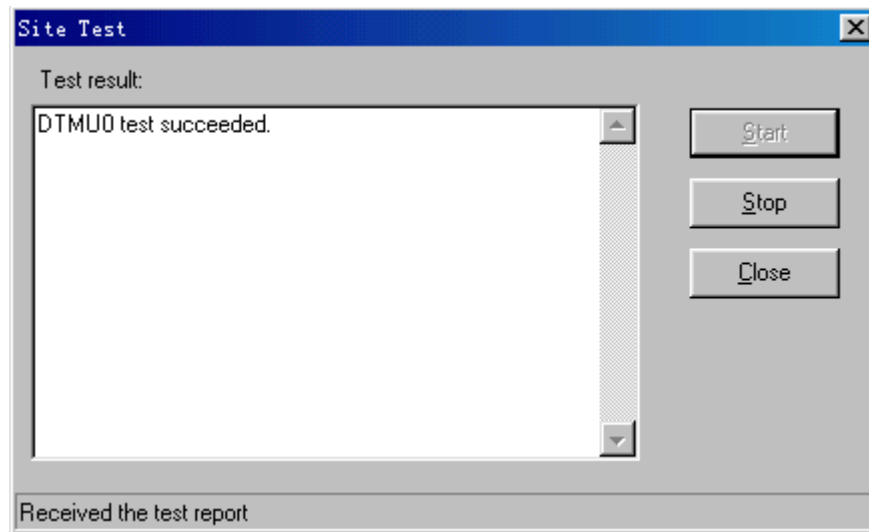 Site Test
Test result:
DTMU0 test succeeded.
Start
Stop
Close
Received the test report